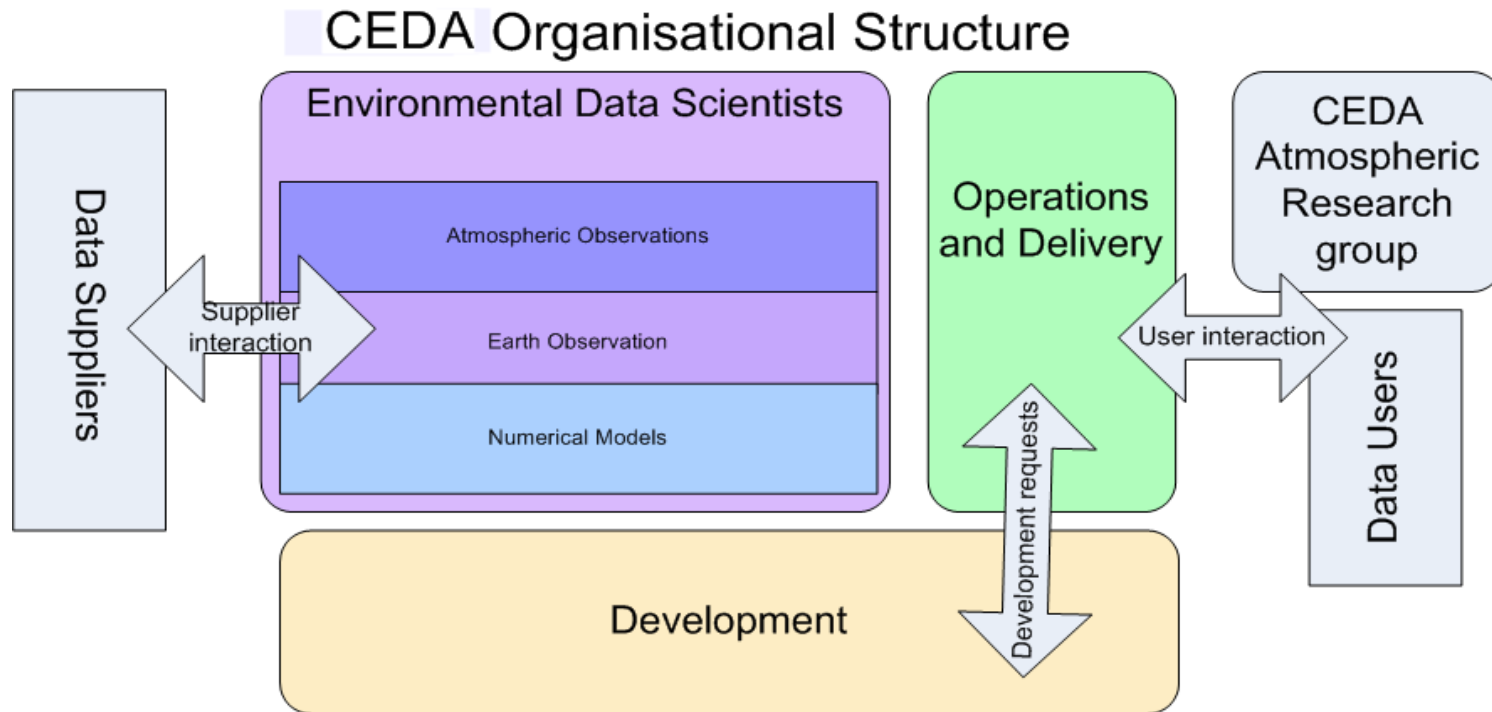 CEDA Organisational Structure
Data Suppliers
Supplier
interaction
Environmental Data Scientists
Atmospheric Observations
Earth Observation
Numerical Models
Operations
and Delivery
Development requests
Development
User interaction
CEDA
Atmospheric
Research
group
Data Users